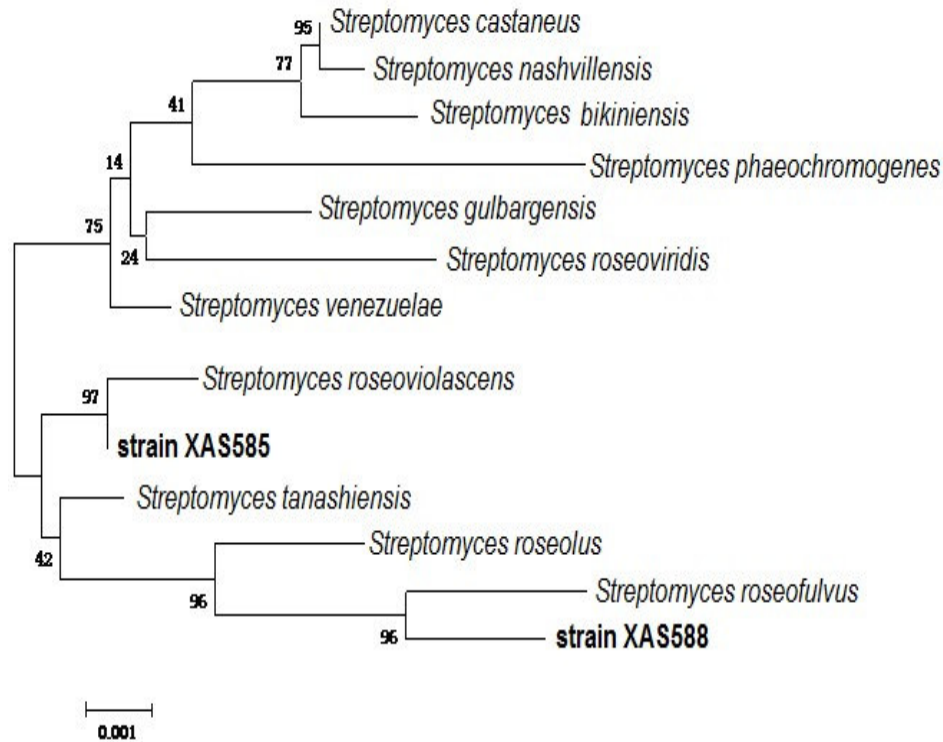 95
Streptomyces castaneus
77
Streptomyces nashvillensis
41
Streptomyces bikiniensis
14
Streptomyces phaeochromogenes
75
Streptomyces gulbargensis
24
Streptomyces roseoviridis
Streptomyces venezuelae
97
Streptomyces roseoviolascens
strain XAS585
Streptomyces tanashiensis
42
Streptomyces roseolus
96
Streptomyces roseofulvus
96
strain XAS588
0.001